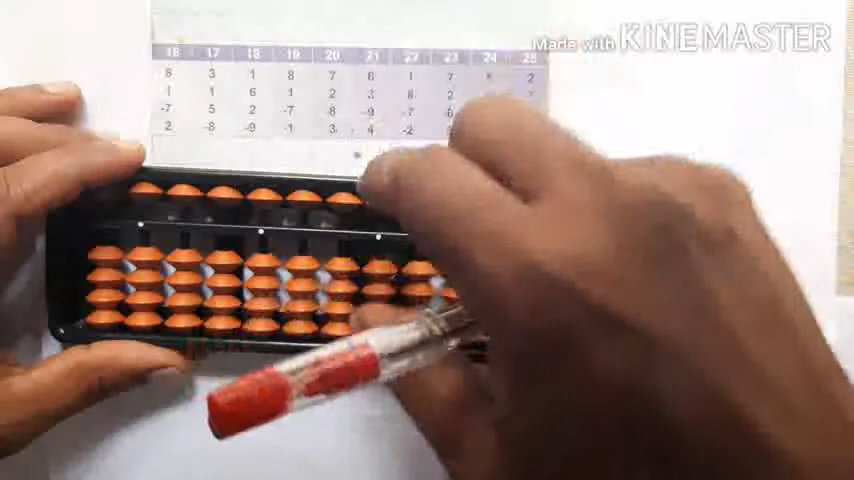 Made with KINEMASTER
16 17 18 19 20 21 22 23 24 25
8 3 1 8 7 6 1 7 2
1 1 6 1 2 3 8 2
-7 5 2 -7 8 -9 -7
2 -8 -9 -1 3 4 -2